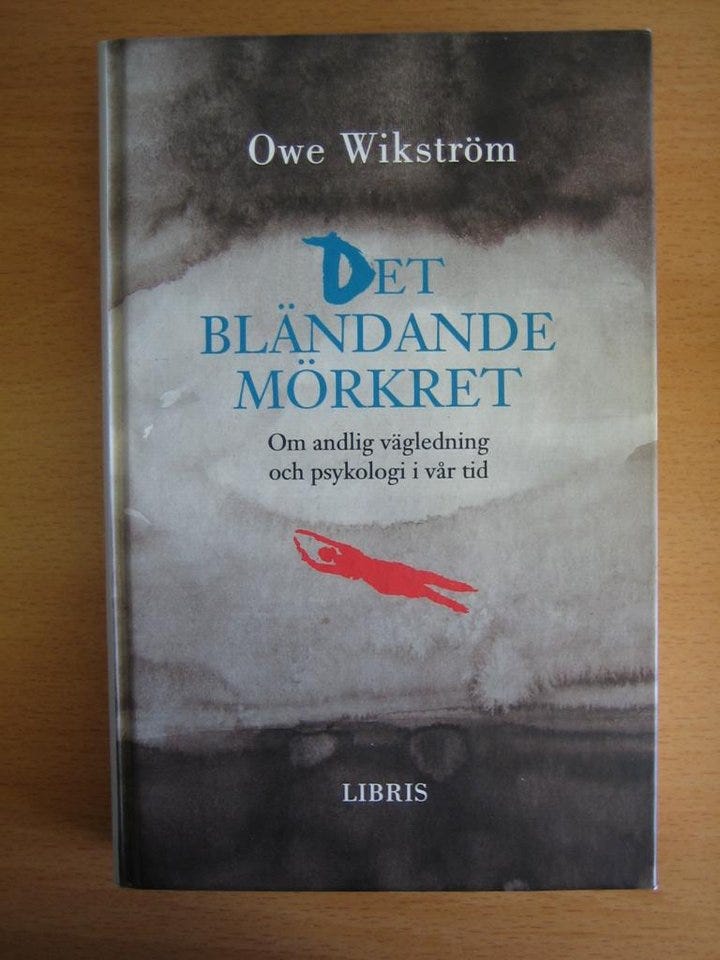 Owe Wikström
DET
BLÄNDANDE
MÖRKRET
Om andlig vägledning
och psykologi i vår tid
LIBRIS